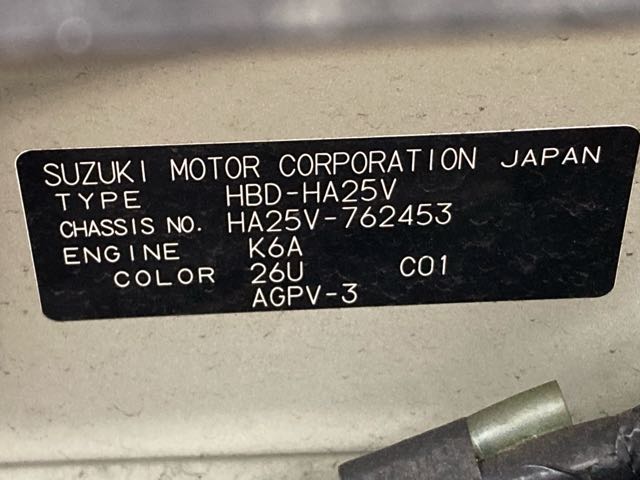 SUZUKI MOTOR CORPORATION JAPAN
TYPE HBD-HA25V
CHASSIS NO. HA25V-762453
ENGINE K6A
COLOR 26U C01
AGPV-3